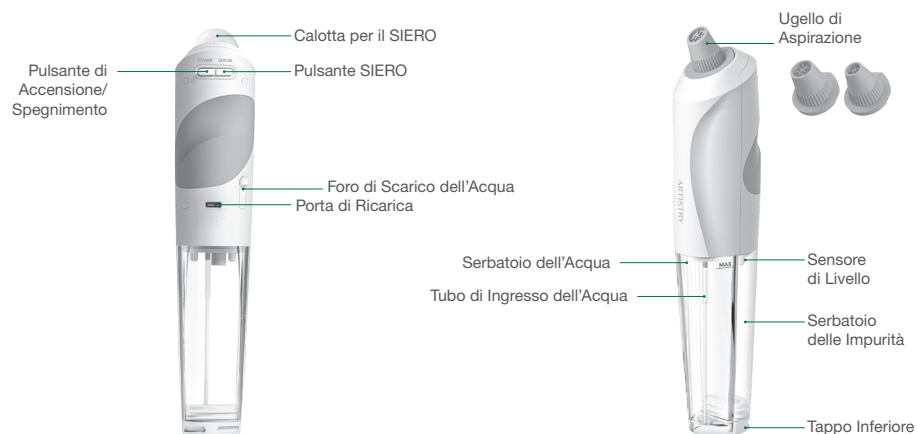 Calotta per il SIERO
POWER SERUM
Pulsante di
Accensione/
Spegnimento
Pulsante SIERO
Foro di Scarico dell'Acqua
Porta di Ricarica
Ugello di
Aspirazione
ARTISTRY
Serbatoio dell'Acqua
MAX
Tubo di Ingresso dell'Acqua
Sensore
di Livello
Serbatoio
delle Impurità
Tappo Inferiore